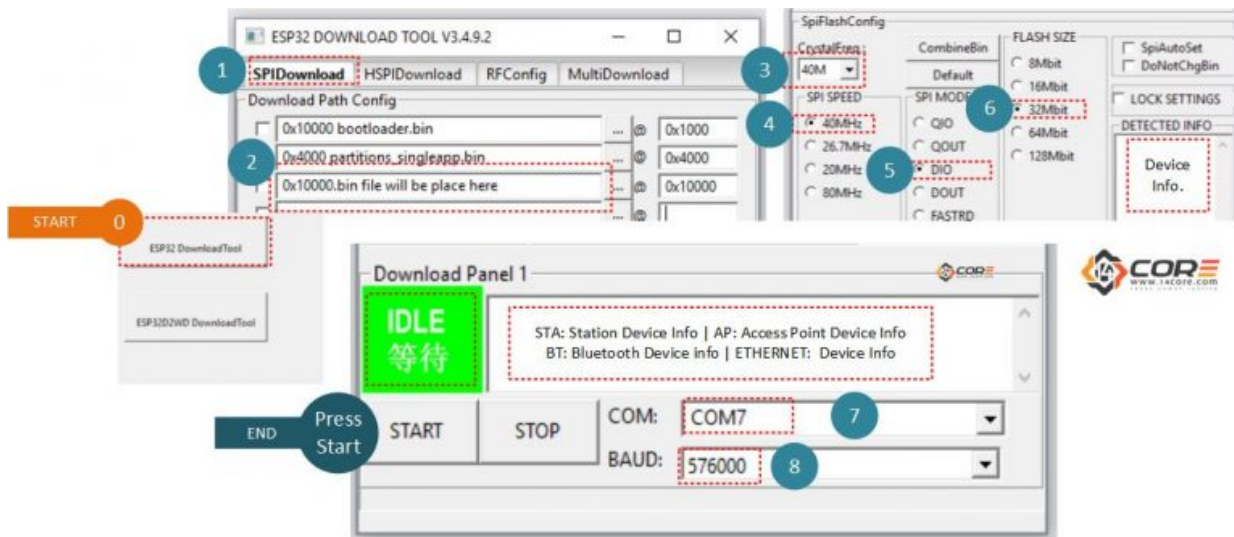 ESP32 DOWNLOAD TOOL V3.4.9.2
1
SPIDownload HSPIDownload RFConfig MultiDownload
Download Path Config
0x10000 bootloader.bin ... @ 0x1000
2
0x4000 partitions_singleapp.bin ... @ 0x4000
0x10000.bin file will be place here ... @ 0x10000
... @
START 0
ESP32 DownloadTool
ESP32D2WD DownloadTool
SpiFlashConfig
CrystalFreq :
3
40M
CombineBin
Default
SPI SPEED
4
40MHz
26.7MHz
20MHz
80MHz
SPI MODE
QIO
QOUT
5
DIO
DOUT
FASTRD
FLASH SIZE
8Mbit
16Mbit
6
32Mbit
64Mbit
128Mbit
SpiAutoSet
DoNotChgBin
LOCK SETTINGS
DETECTED INFO
Device
Info.
Download Panel 1
CORE
IDLE
等待
STA: Station Device Info | AP: Access Point Device Info
BT: Bluetooth Device info | ETHERNET: Device Info
END
Press
Start
START STOP
COM: COM7 7
BAUD: 576000 8
14 CORE
www.14core.com